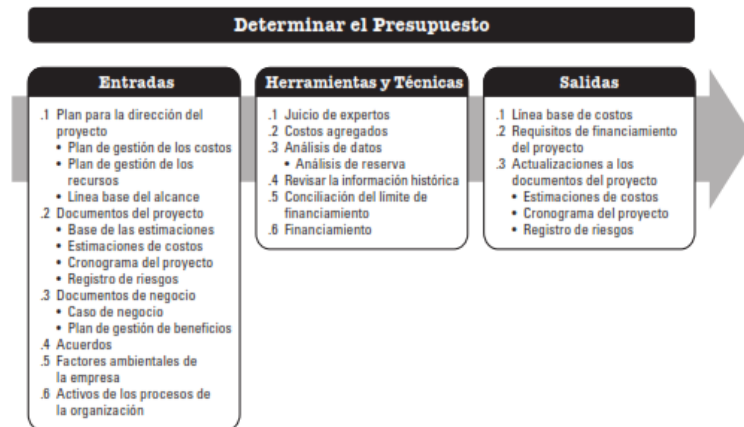 Determinar el Presupuesto
Entradas
.1 Plan para la dirección del
proyecto
• Plan de gestión de los costos
• Plan de gestión de los
recursos
• Línea base del alcance
.2 Documentos del proyecto
• Base de las estimaciones
• Estimaciones de costos
• Cronograma del proyecto
• Registro de riesgos
.3 Documentos de negocio
• Caso de negocio
• Plan de gestión de beneficios
.4 Acuerdos
.5 Factores ambientales de
la empresa
.6 Activos de los procesos de
la organización
Herramientas y Técnicas
.1 Juicio de expertos
.2 Costos agregados
.3 Análisis de datos
• Análisis de reserva
.4 Revisar la información histórica
.5 Conciliación del límite de
financiamiento
.6 Financiamiento
Salidas
.1 Línea base de costos
.2 Requisitos de financiamiento
del proyecto
.3 Actualizaciones a los
documentos del proyecto
• Estimaciones de costos
• Cronograma del proyecto
• Registro de riesgos